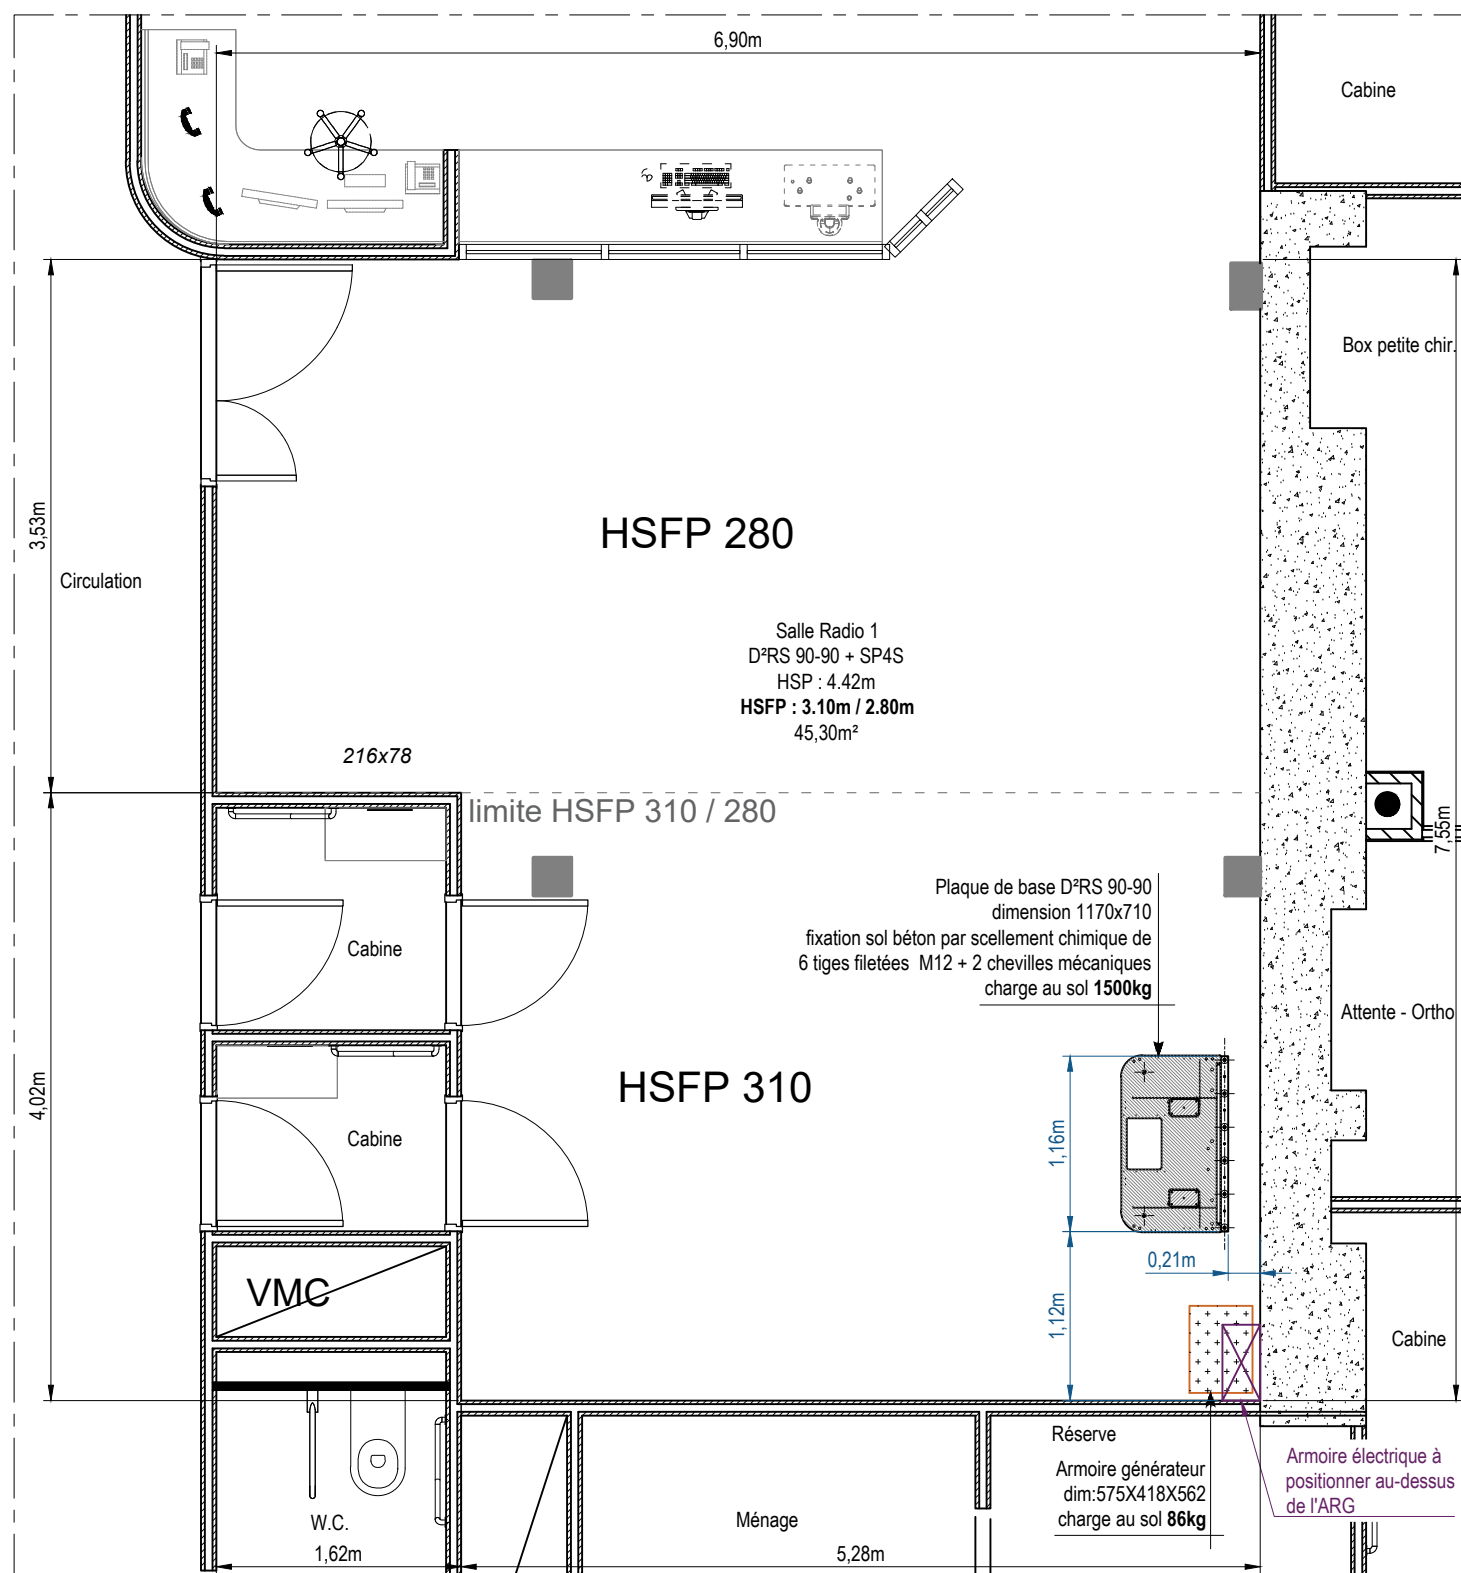 6,90m
Cabine
Box petite chir.
3,53m
HSFP 280
Circulation
Salle Radio 1
D²RS 90-90 + SP4S
HSP : 4.42m
HSFP : 3.10m / 2.80m
45,30m²
216x78
limite HSFP 310 / 280
7,55m
Plaque de base D²RS 90-90
dimension 1170x710
fixation sol béton par scellement chimique de
6 tiges filetées  M12 + 2 chevilles mécaniques
charge au sol 1500kg
Cabine
Attente - Ortho
4,02m
HSFP 310
Cabine
1,16m
0,21m
VMC
1,12m
Cabine
Réserve
Armoire générateur
dim:575X418X562
charge au sol 86kg
Armoire électrique à
positionner au-dessus
de l'ARG
W.C.
Ménage
1,62m
5,28m